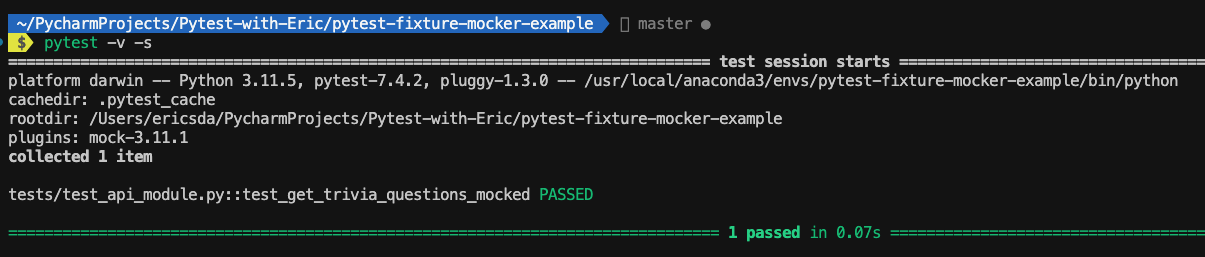 ~/PycharmProjects/Pytest-with-Eric/pytest-fixture-mocker-example master ●
$ pytest -v -s
=============================================================================== test session starts ===================================
platform darwin -- Python 3.11.5, pytest-7.4.2, pluggy-1.3.0 -- /usr/local/anaconda3/envs/pytest-fixture-mocker-example/bin/python
cachedir: .pytest_cache
rootdir: /Users/ericsda/PycharmProjects/Pytest-with-Eric/pytest-fixture-mocker-example
plugins: mock-3.11.1
collected 1 item
tests/test_api_module.py::test_get_trivia_questions_mocked PASSED
================================================================================ 1 passed in 0.07s ====================================